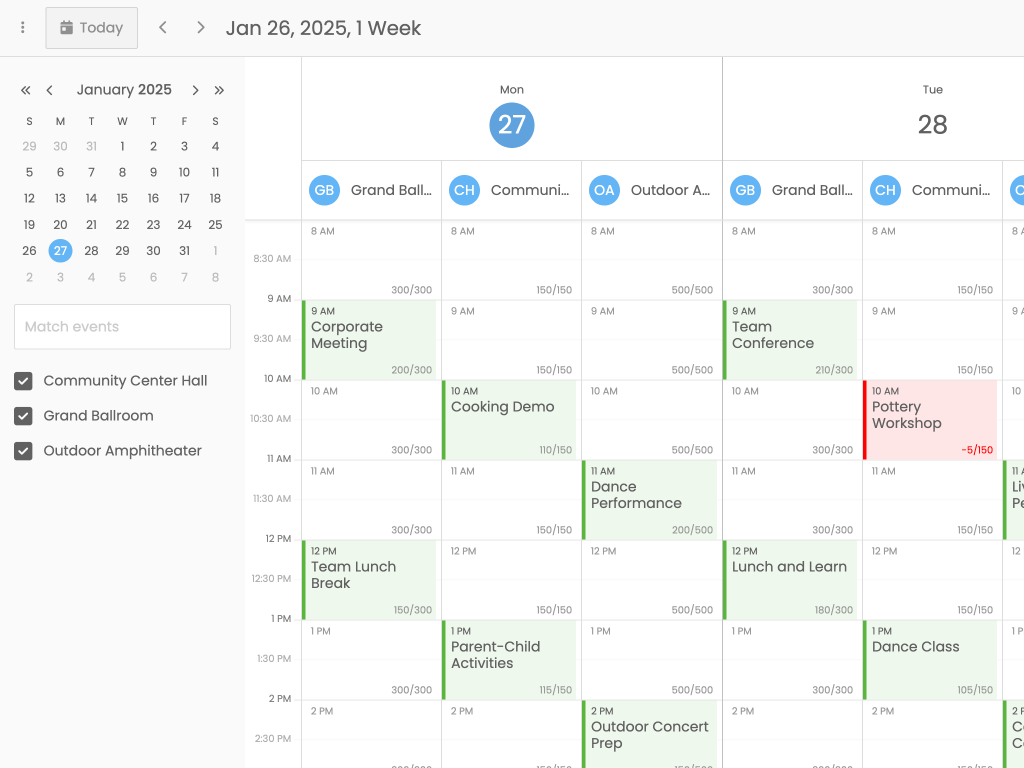 Today
Jan 26, 2025, 1 Week
January 2025
S M T W T F S
29 30 31 1 2 3 4
5 6 7 8 9 10 11
12 13 14 15 16 17 18
19 20 21 22 23 24 25
26 27 28 29 30 31 1
2 3 4 5 6 7 8
Match events
Community Center Hall
Grand Ballroom
Outdoor Amphitheater
Mon Tue
27 28
GB Grand Ball... CH Communi... OA Outdoor A... GB Grand Ball... CH Communi...
8 AM 8 AM 8 AM 8 AM 8 AM
8:30 AM
300/300 150/150 500/500 300/300 150/150
9 AM
9 AM 9 AM 9 AM 9 AM 9 AM
Corporate Team
9:30 AM
Meeting Conference
200/300 150/150 500/500 210/300 150/150
10 AM
10 AM 10 AM 10 AM 10 AM 10 AM 10
Cooking Demo Pottery
10:30 AM
Workshop
300/300 110/150 500/500 300/300 -5/150
11 AM
11 AM 11 AM 11 AM 11 AM 11 AM
Dance
11:30 AM
Performance
300/300 150/150 200/500 300/300 150/150
12 PM
12 PM 12 PM 12 PM 12 PM 12 PM 12
Team Lunch Lunch and Learn
12:30 PM
Break
150/300 150/150 500/500 180/300 150/150
1 PM
1 PM 1 PM 1 PM 1 PM 1 PM
Parent-Child Dance Class
1:30 PM
Activities
300/300 115/150 500/500 300/300 105/150
2 PM
2 PM 2 PM 2 PM 2 PM 2 PM
Outdoor Concert
2:30 PM
Prep